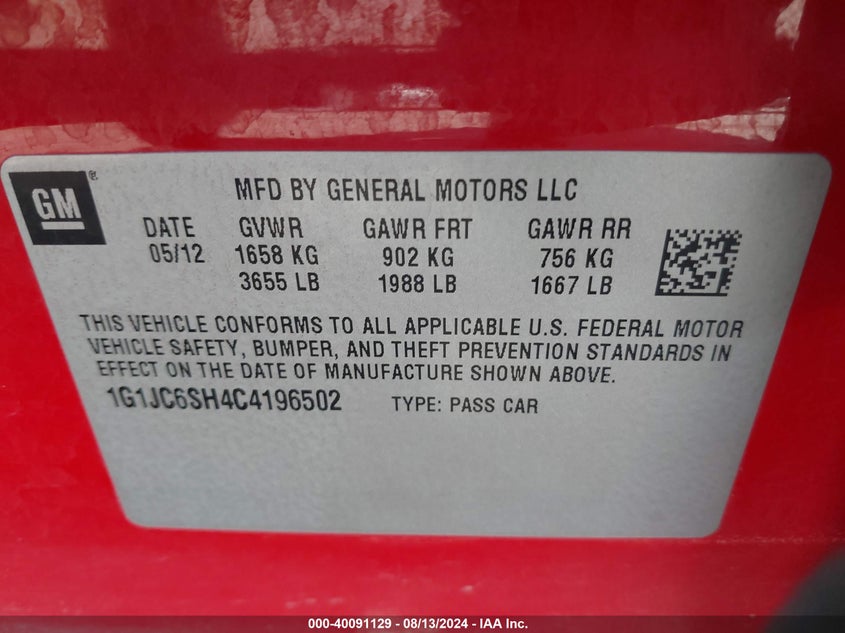 GM® MFD BY GENERAL MOTORS LLC
DATE GVWR GAWR FRT GAWR RR
05/12 1658 KG 902 KG 756 KG
3655 LB 1988 LB 1667 LB
THIS VEHICLE CONFORMS TO ALL APPLICABLE U.S. FEDERAL MOTOR
VEHICLE SAFETY, BUMPER, AND THEFT PREVENTION STANDARDS IN
EFFECT ON THE DATE OF MANUFACTURE SHOWN ABOVE.
1G1JC6SH4C4196502 TYPE: PASS CAR
000-40091129 - 08/13/2024 - IAA Inc.